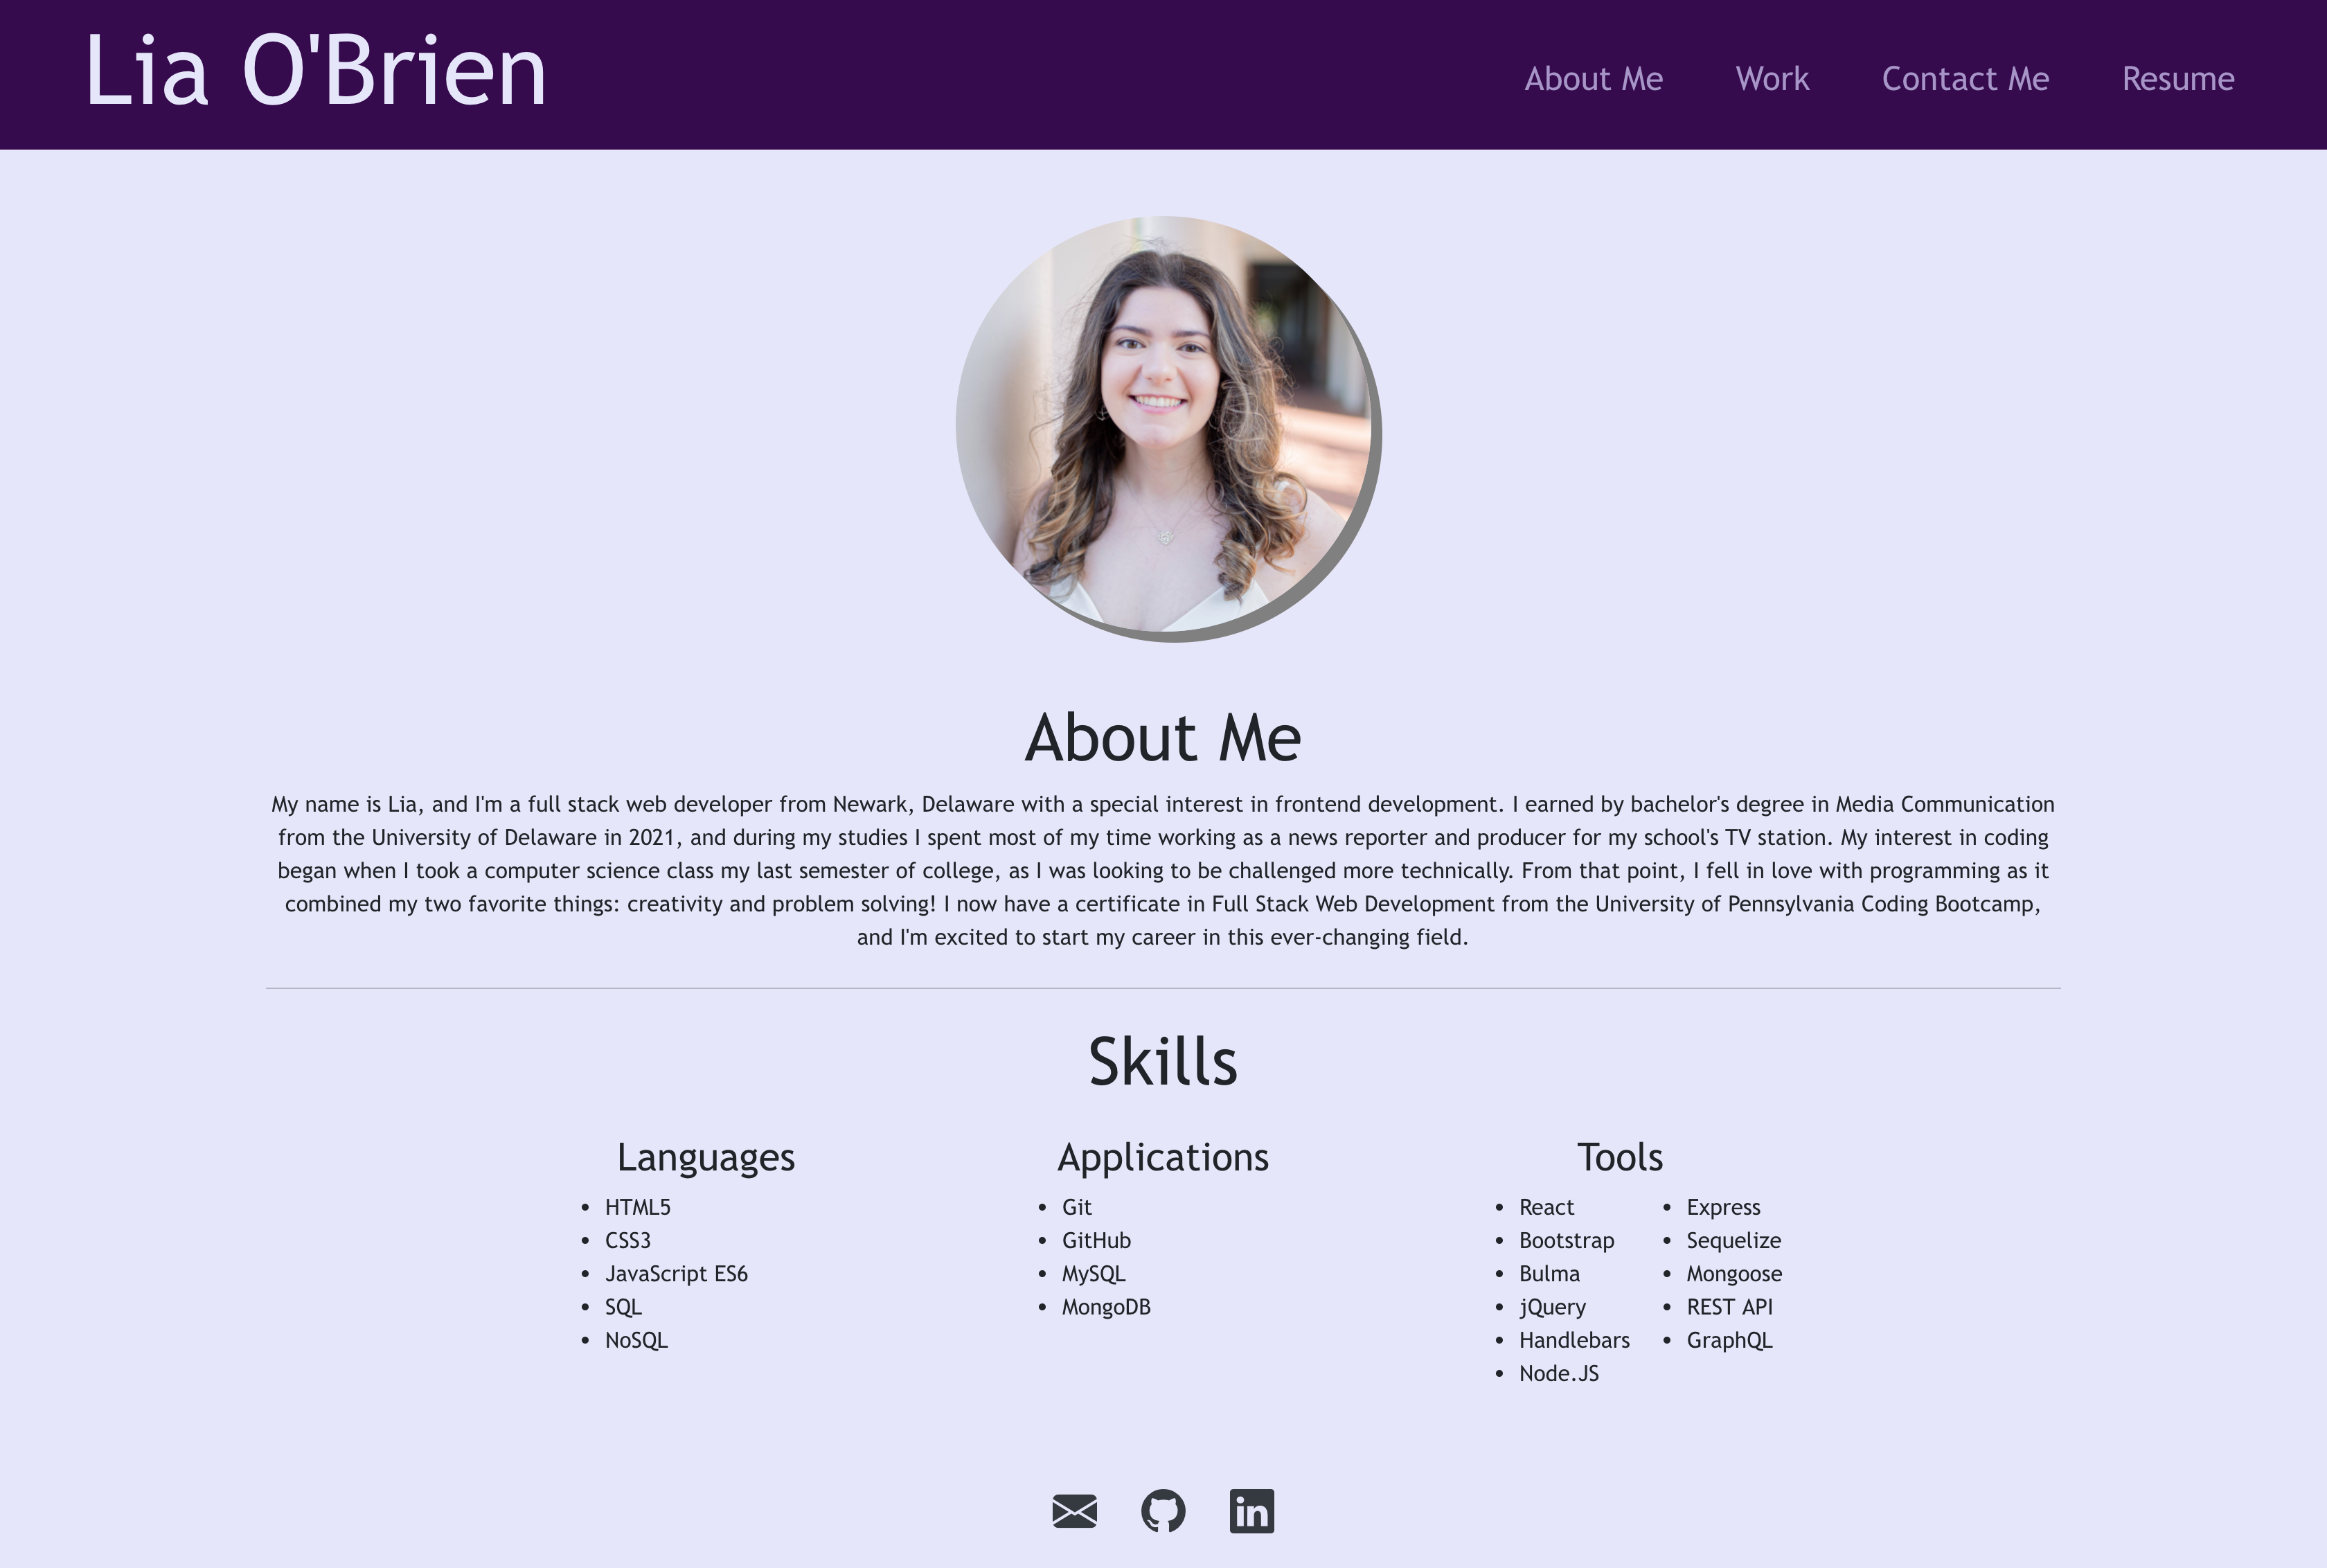 Lia O'Brien
About Me
Work
Contact Me
Resume
About Me
My name is Lia, and I'm a full stack web developer from Newark, Delaware with a special interest in frontend development. I earned by bachelor's degree in Media Communication
from the University of Delaware in 2021, and during my studies I spent most of my time working as a news reporter and producer for my school's TV station. My interest in coding
began when I took a computer science class my last semester of college, as I was looking to be challenged more technically. From that point, I fell in love with programming as it
combined my two favorite things: creativity and problem solving! I now have a certificate in Full Stack Web Development from the University of Pennsylvania Coding Bootcamp,
and I'm excited to start my career in this ever-changing field.
Skills
Languages
HTML5
CSS3
JavaScript ES6
SQL
NoSQL
Applications
Git
GitHub
MySQL
MongoDB
Tools
React
Bootstrap
Bulma
jQuery
Handlebars
Node.JS
Express
Sequelize
Mongoose
REST API
GraphQL
in